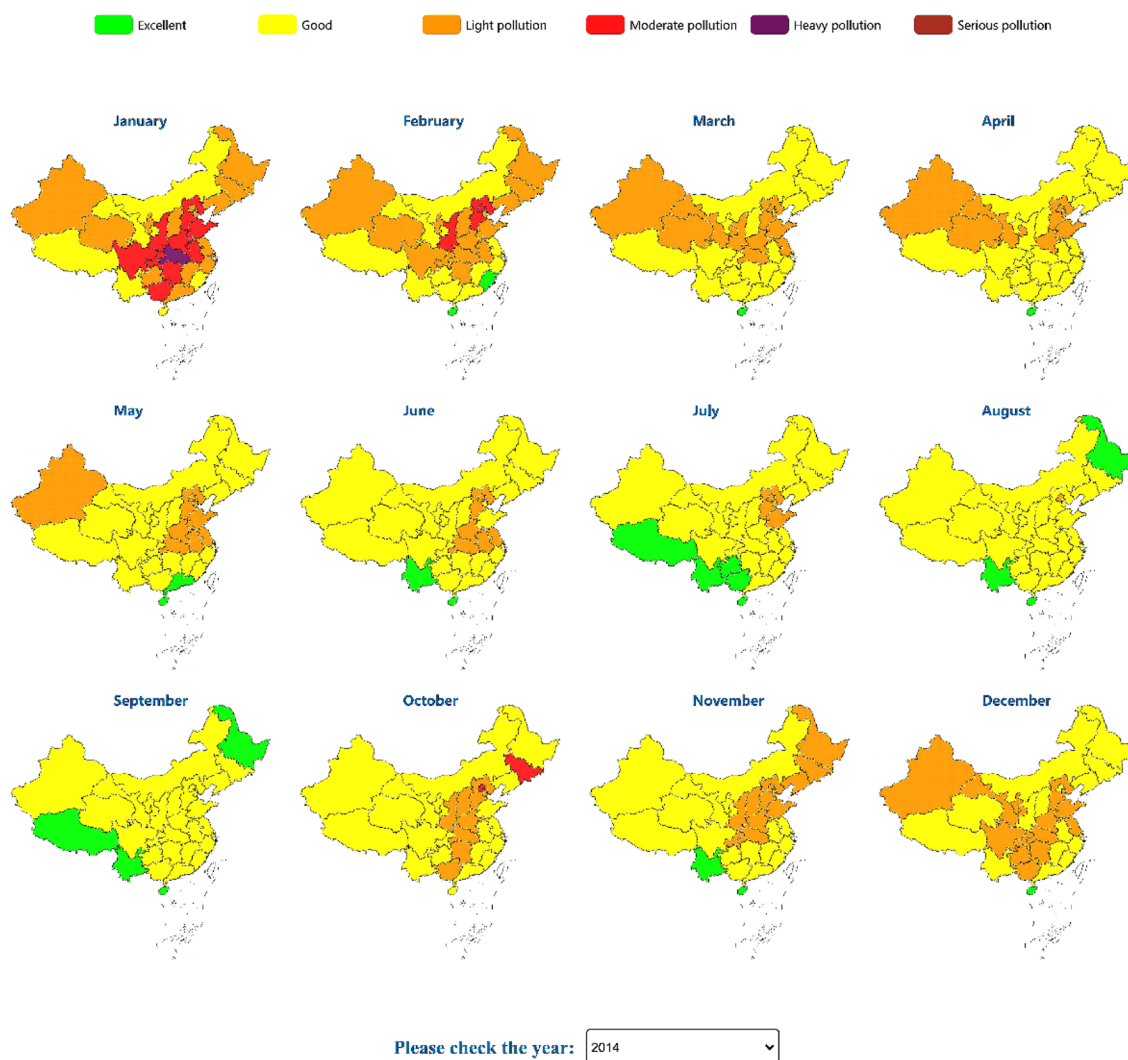 Excellent Good Light pollution Moderate pollution Heavy pollution Serious pollution
January February March April
May June July August
September October November December
Please check the year: 2014